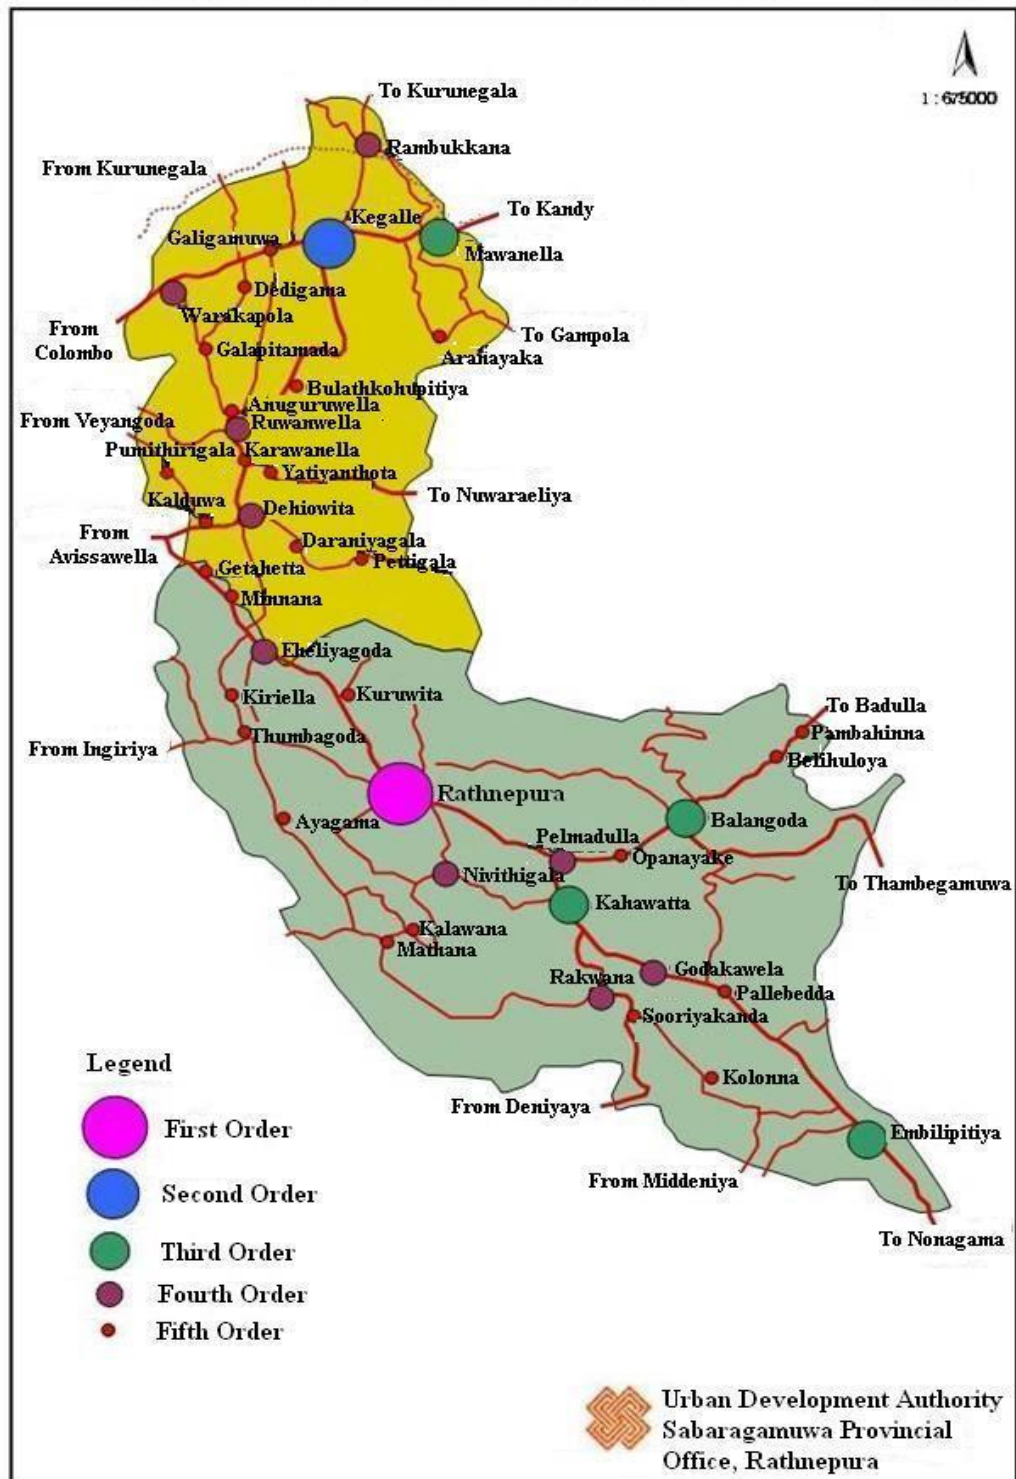 1 : 675000
To Kurunegala
Rambukkana
From Kurunegala
To Kandy
Kegalle
Galigamuwa
Mawanella
Dedigama
Warakapola
From
Colombo
To Gampola
Galapitamada
Aranayaka
Bulathkohupitiya
Anuguruwella
From Veyangoda
Ruwanwella
Pumithirigala
Karawanella
Yatiyanthota
To Nuwaraeliya
Kalduwa
Dehiowita
From
Avissawella
Daraniyagala
Pettigala
Getahetta
Minnana
Eheliyagoda
Kiriella
Kuruwita
To Badulla
Pambahinna
From Ingiriya
Thumbagoda
Belihuloya
Rathnepura
Ayagama
Balangoda
Pelmadulla
Opanayake
Nivithigala
To Thambegamuwa
Kahawatta
Kalawana
Mathana
Rakwana
Godakawela
Pallebedda
Sooriyakanda
Kolonna
From Deniyaya
Embilipitiya
From Middeniya
To Nonagama
Legend
First Order
Second Order
Third Order
Fourth Order
Fifth Order
Urban Development Authority
Sabaragamuwa Provincial
Office, Rathnepura